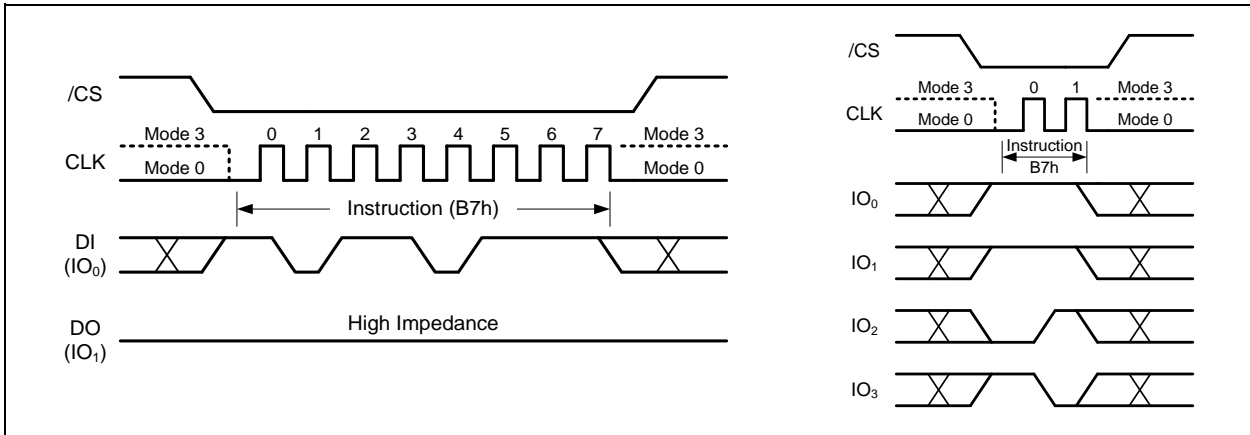 /CS
Mode 3 0 1 2 3 4 5 6 7 Mode 3
CLK Mode 0 Mode 0
Instruction (B7h)
DI
(IO₀)
High Impedance
DO
(IO₁)
/CS
Mode 3 0 1 Mode 3
CLK Mode 0 Mode 0
Instruction
B7h
IO₀
IO₁
IO₂
IO₃